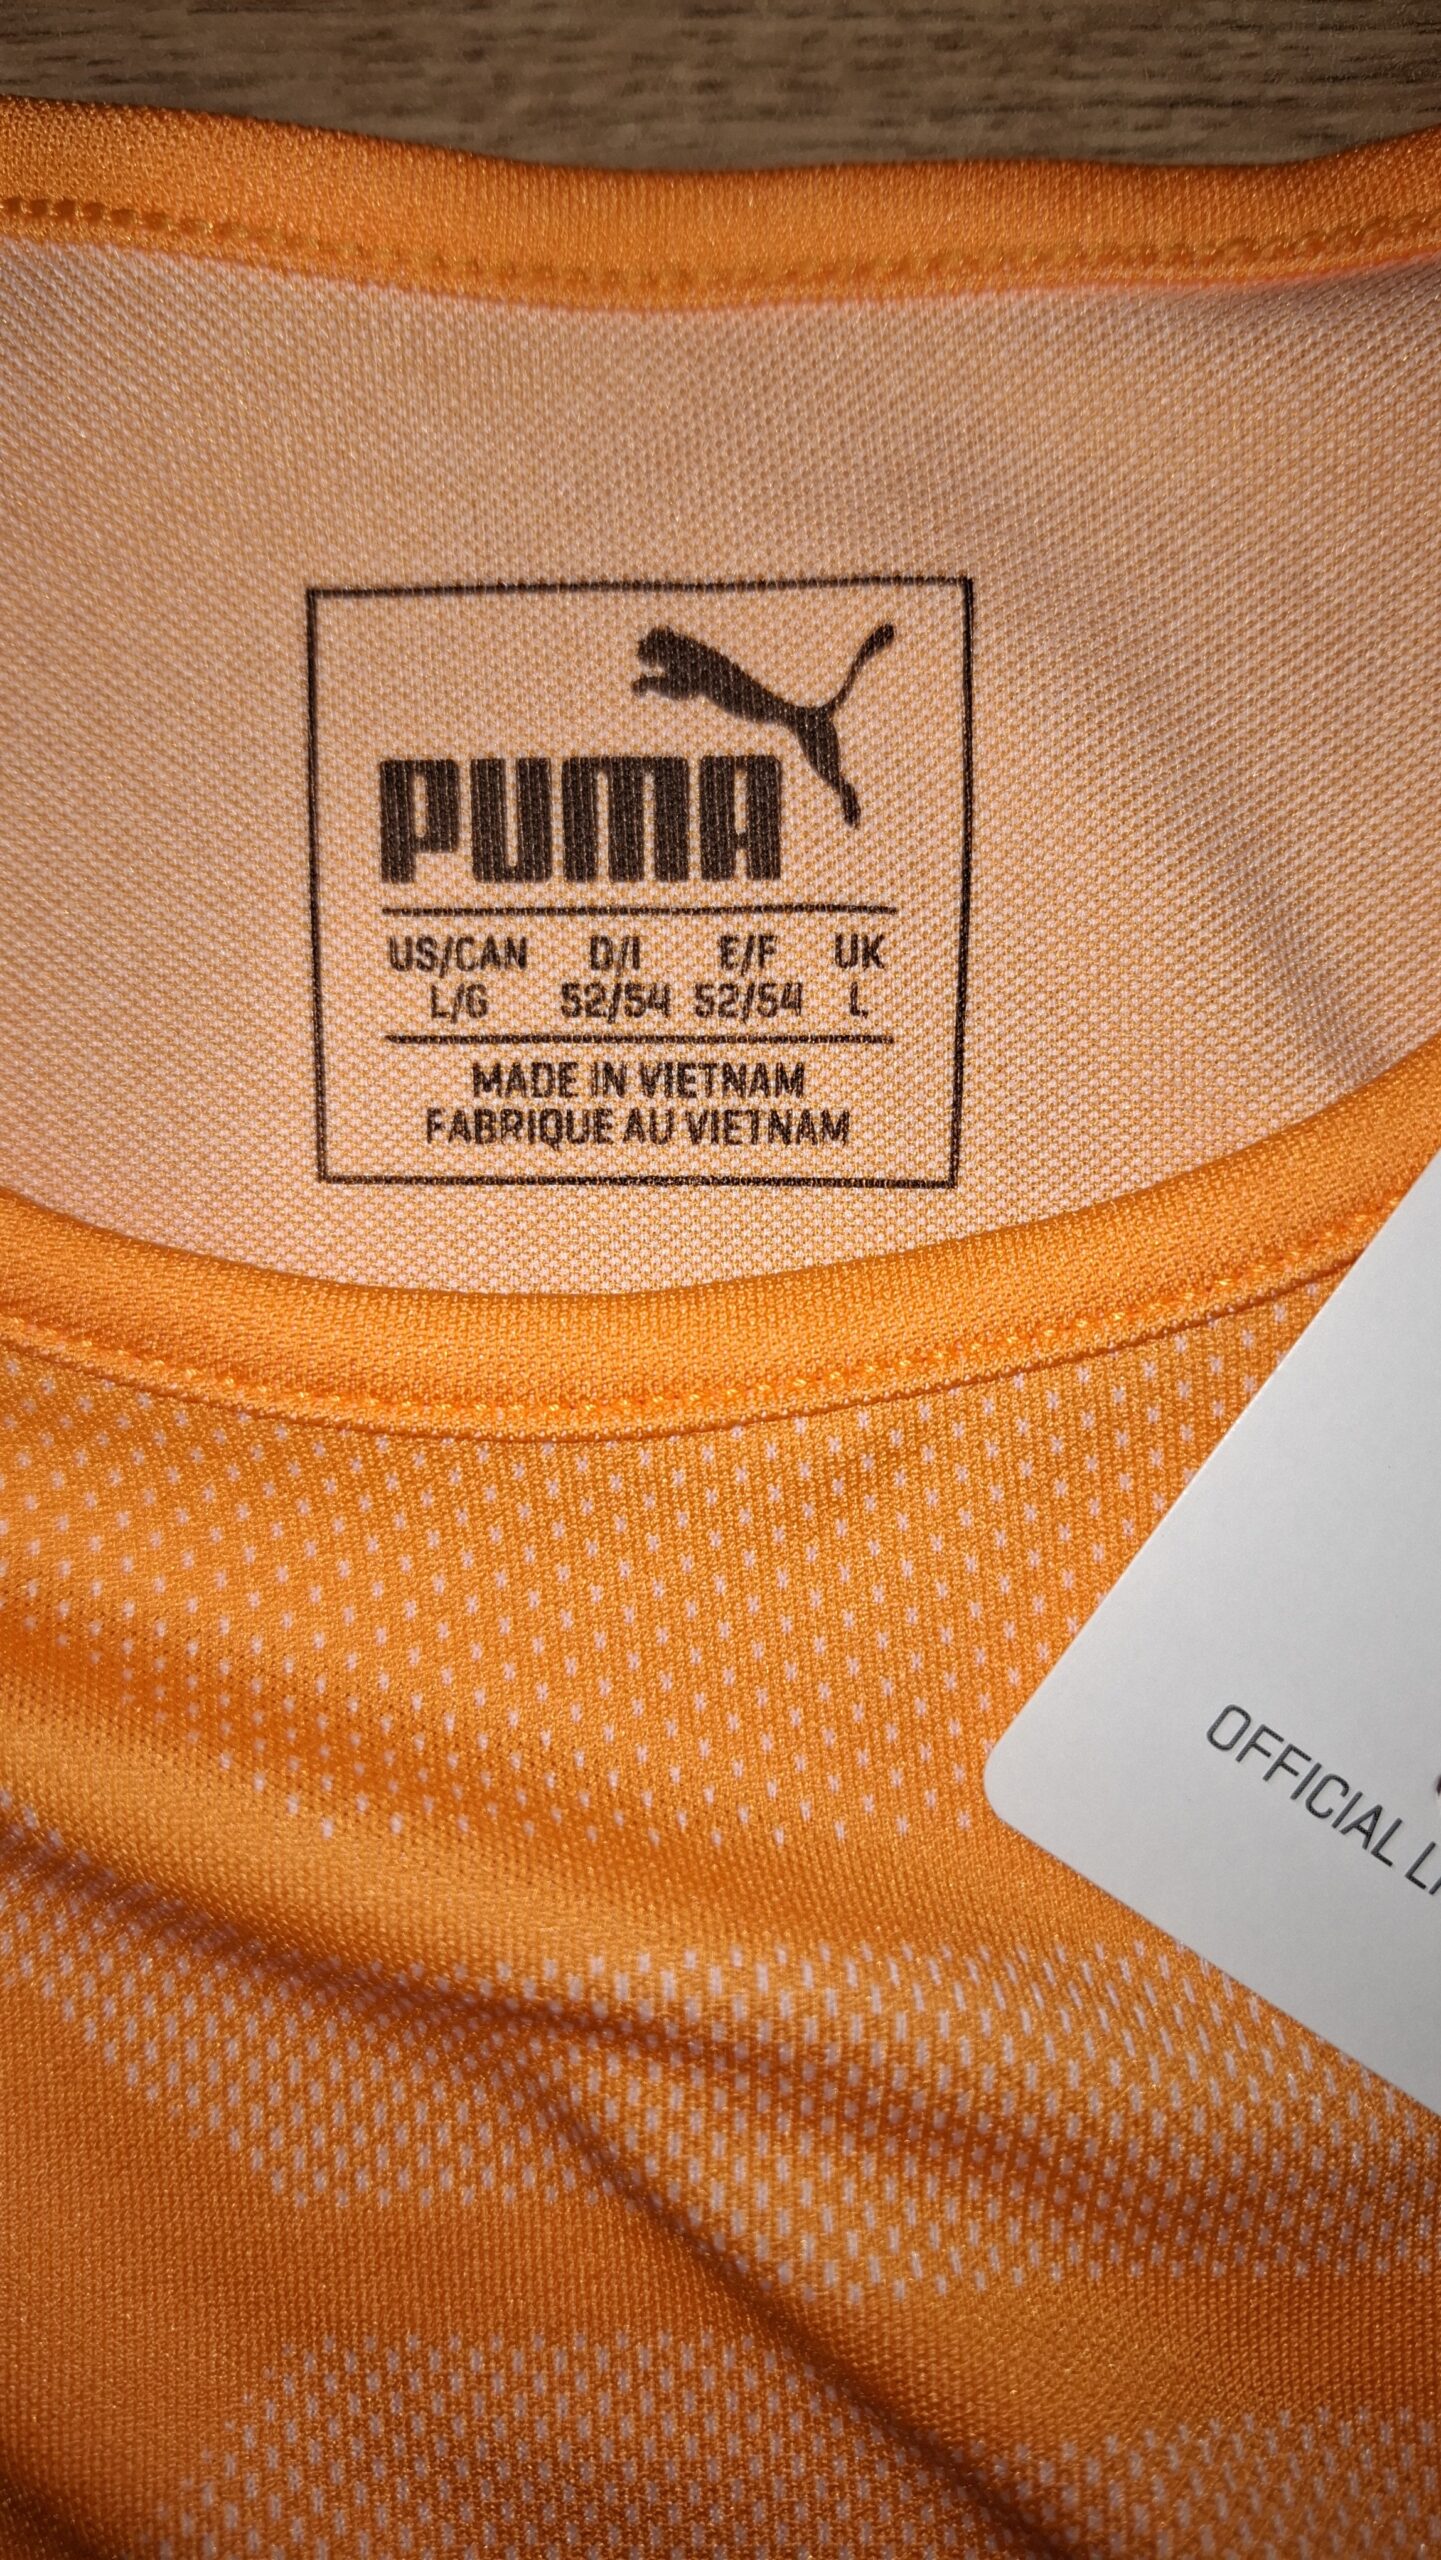 PUMA
US/CAN D/I E/F UK
L/G 52/54 52/54 L
MADE IN VIETNAM
FABRIQUE AU VIETNAM
OFFICIAL